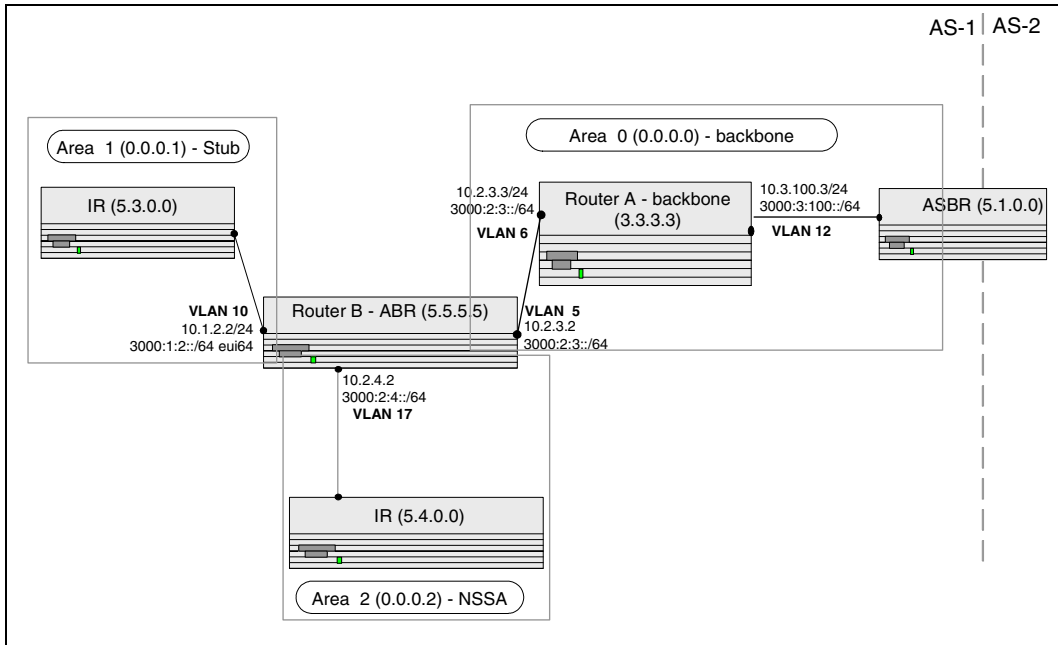 AS-1 AS-2
Area 1 (0.0.0.1) - Stub
Area 0 (0.0.0.0) - backbone
IR (5.3.0.0)
10.2.3.3/24
3000:2:3::/64
VLAN 6
Router A - backbone
(3.3.3.3)
10.3.100.3/24
3000:3:100::/64
VLAN 12
ASBR (5.1.0.0)
VLAN 10
10.1.2.2/24
3000:1:2::/64 eui64
Router B - ABR (5.5.5.5)
VLAN 5
10.2.3.2
3000:2:3::/64
10.2.4.2
3000:2:4::/64
VLAN 17
IR (5.4.0.0)
Area 2 (0.0.0.2) - NSSA